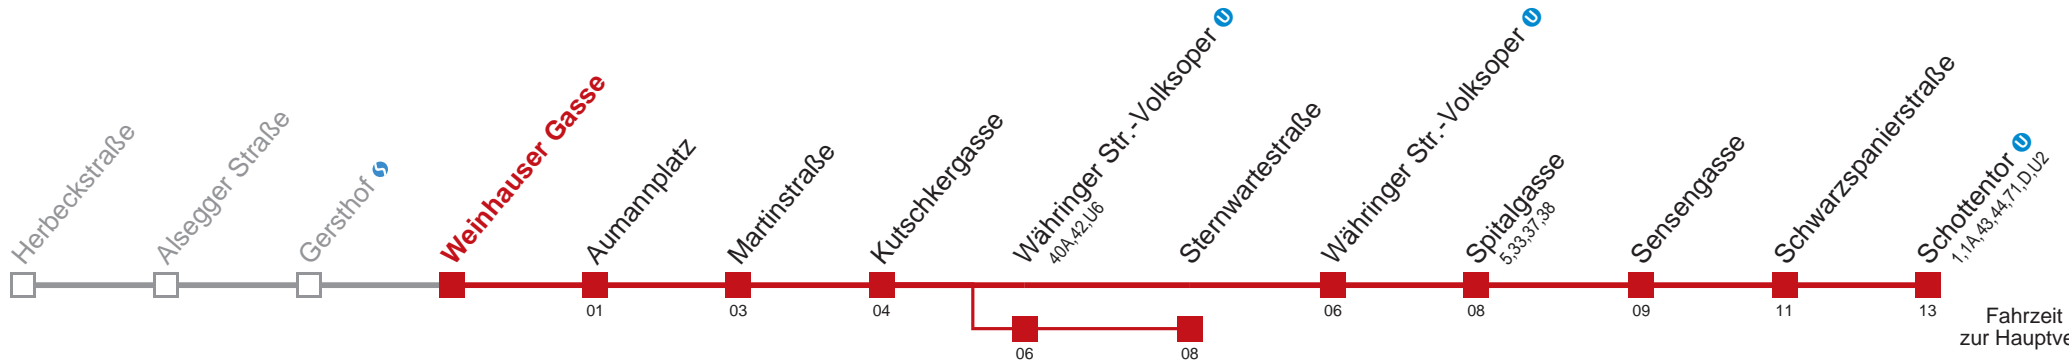 Herbeckstraße
Alsegger Straße
Gersthof S
Weinhauser Gasse
Aumannplatz
01
Martinstraße
03
Kutschkergasse
04
Währinger Str.-Volksoper U
40A,42,U6
06
Sternwartestraße
08
Währinger Str.-Volksoper U
06
Spitalgasse
5,33,37,38
08
Sensengasse
09
Schwarzspanierstraße
11
Schottentor U
1,1A,43,44,71,D,U2
13
Fahrzeit
zur Hauptve